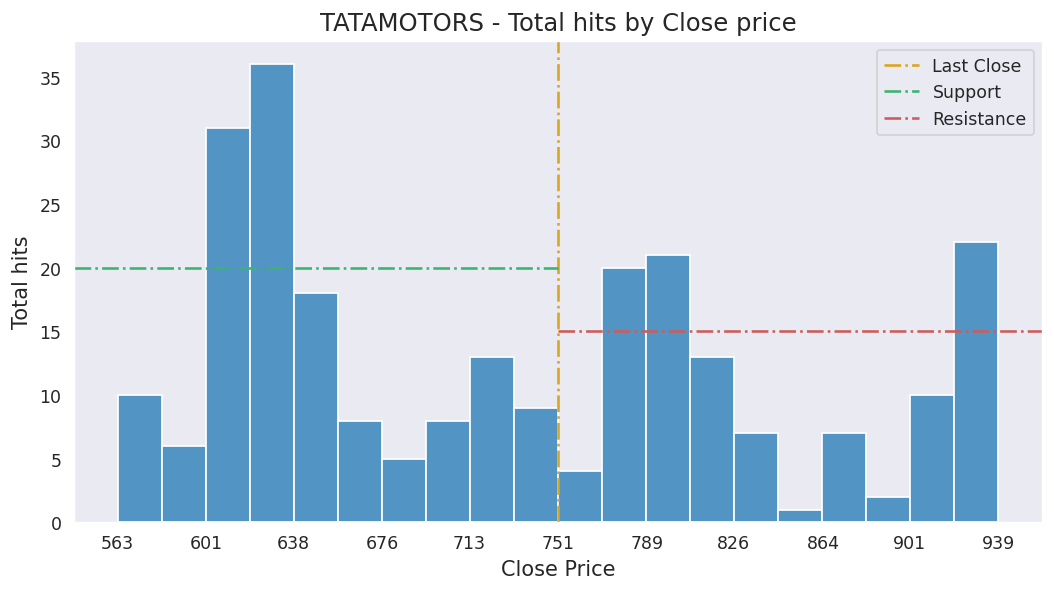 TATAMOTORS - Total hits by Close price
Last Close
Support
Resistance
Total hits
35
30
25
20
15
10
5
0
563 601 638 676 713 751 789 826 864 901 939
Close Price